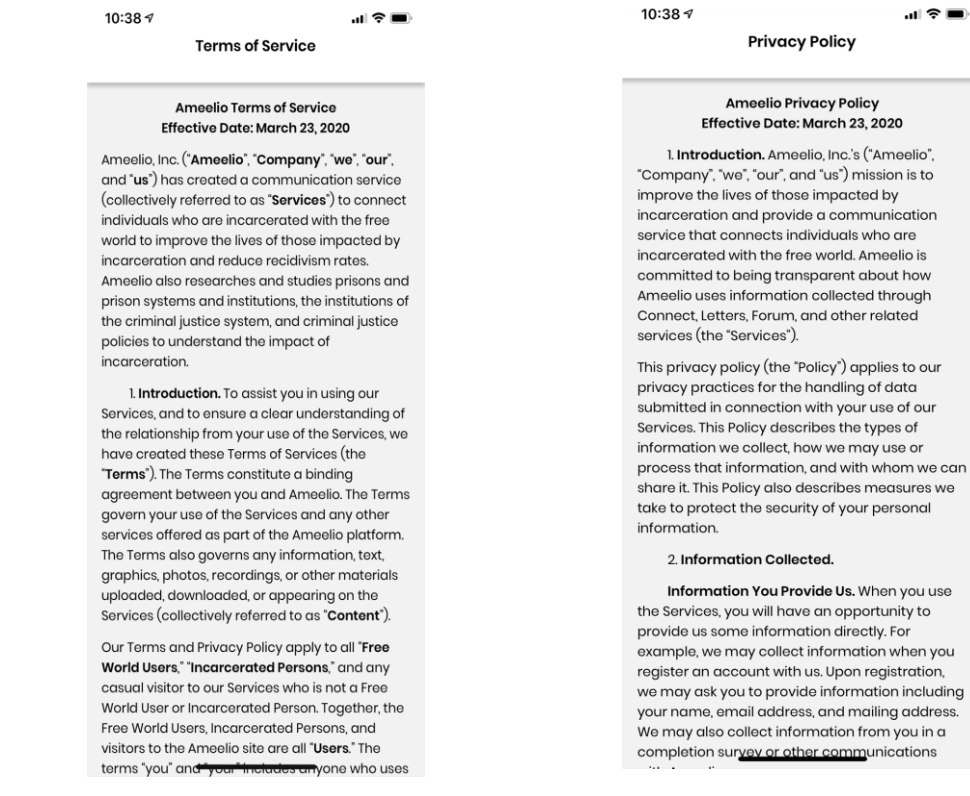 10:38
Terms of Service
Ameelio Terms of Service
Effective Date: March 23, 2020
Ameelio, Inc. ("Ameelio", "Company", "we", "our",
and "us") has created a communication service
(collectively referred to as "Services") to connect
individuals who are incarcerated with the free
world to improve the lives of those impacted by
incarceration and reduce recidivism rates.
Ameelio also researches and studies prisons and
prison systems and institutions, the institutions of
the criminal justice system, and criminal justice
policies to understand the impact of
incarceration.
1. Introduction. To assist you in using our
Services, and to ensure a clear understanding of
the relationship from your use of the Services, we
have created these Terms of Services (the
"Terms"). The Terms constitute a binding
agreement between you and Ameelio. The Terms
govern your use of the Services and any other
services offered as part of the Ameelio platform.
The Terms also governs any information, text,
graphics, photos, recordings, or other materials
uploaded, downloaded, or appearing on the
Services (collectively referred to as "Content").
Our Terms and Privacy Policy apply to all "Free
World Users," "Incarcerated Persons," and any
casual visitor to our Services who is not a Free
World User or Incarcerated Person. Together, the
Free World Users, Incarcerated Persons, and
visitors to the Ameelio site are all "Users." The
terms "you" and "your" includes anyone who uses
10:38
Privacy Policy
Ameelio Privacy Policy
Effective Date: March 23, 2020
1. Introduction. Ameelio, Inc.'s ("Ameelio",
"Company", "we", "our", and "us") mission is to
improve the lives of those impacted by
incarceration and provide a communication
service that connects individuals who are
incarcerated with the free world. Ameelio is
committed to being transparent about how
Ameelio uses information collected through
Connect, Letters, Forum, and other related
services (the "Services").
This privacy policy (the "Policy") applies to our
privacy practices for the handling of data
submitted in connection with your use of our
Services. This Policy describes the types of
information we collect, how we may use or
process that information, and with whom we can
share it. This Policy also describes measures we
take to protect the security of your personal
information.
2. Information Collected.
Information You Provide Us. When you use
the Services, you will have an opportunity to
provide us some information directly. For
example, we may collect information when you
register an account with us. Upon registration,
we may ask you to provide information including
your name, email address, and mailing address.
We may also collect information from you in a
completion survey or other communications